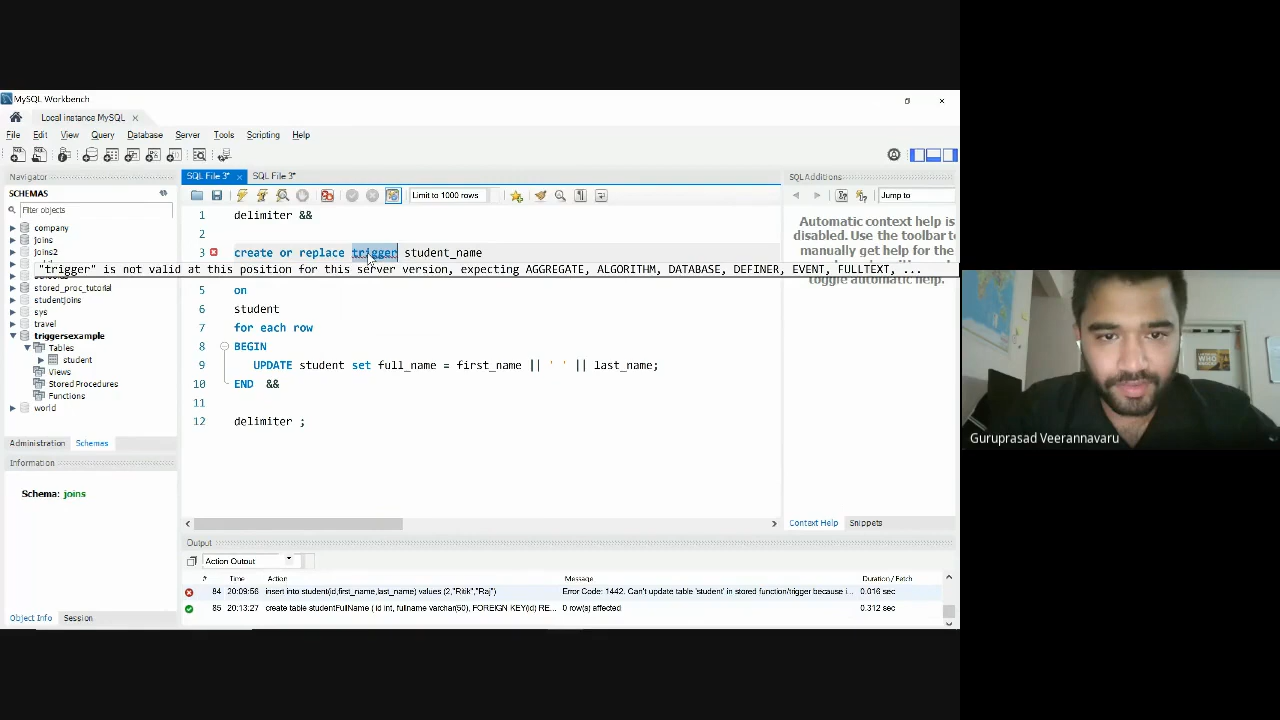 MySQL Workbench
Local instance MySQL
File Edit View Query Database Server Tools Scripting Help
Navigator
SCHEMAS
Filter objects
company
joins
joins2
stored_proc_tutorial
studentjoins
sys
travel
triggersexample
Tables
student
Views
Stored Procedures
Functions
world
Administration Schemas
Information
Schema: joins
Object Info Session
SQL File 3* SQL File 3*
Limit to 1000 rows
1 delimiter &&
2
3 create or replace trigger student_name
"trigger" is not valid at this position for this server version, expecting AGGREGATE, ALGORITHM, DATABASE, DEFINER, EVENT, FULLTEXT, ...
5 on
6 student
7 for each row
8 BEGIN
9 UPDATE student set full_name = first_name || ' ' || last_name;
10 END &&
11
12 delimiter ;
SQL Additions
Jump to
Automatic context help is
disabled. Use the toolbar t
manually get help for the
toggle automatic help.
Context Help Snippets
Output
Action Output
# Time Action Message Duration / Fetch
84 20:09:56 insert into student(id,first_name,last_name) values (2,"Ritik","Raj") Error Code: 1442. Can't update table 'student' in stored function/trigger because i... 0.016 sec
85 20:13:27 create table studentFullName ( id int, fullname varchar(50), FOREIGN KEY(id) RE... 0 row(s) affected 0.312 sec
Guruprasad Veerannavaru